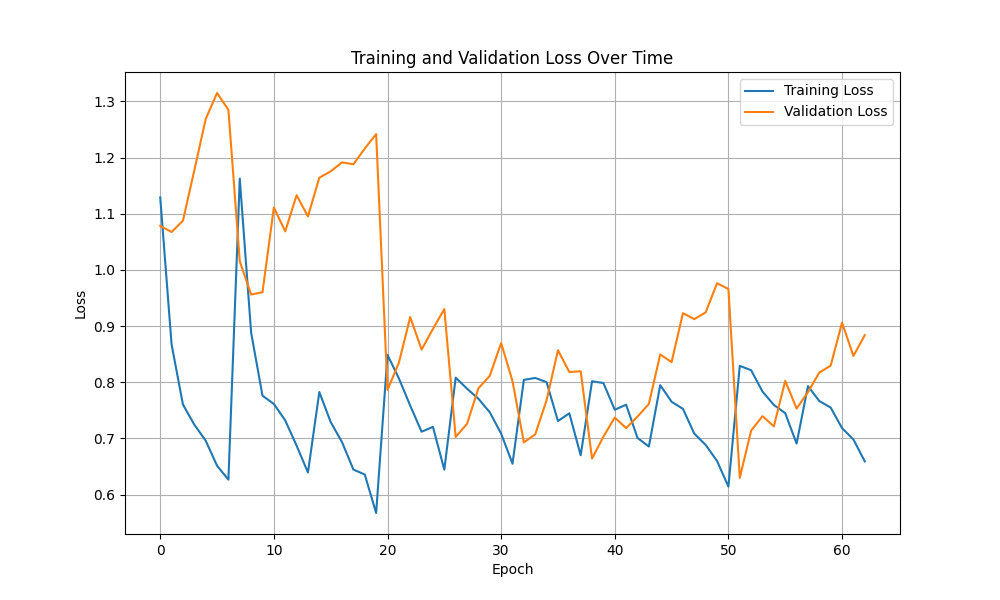 Training and Validation Loss Over Time
Training Loss
Validation Loss
1.3
1.2
1.1
1.0
0.9
0.8
0.7
0.6
Loss
0 10 20 30 40 50 60
Epoch